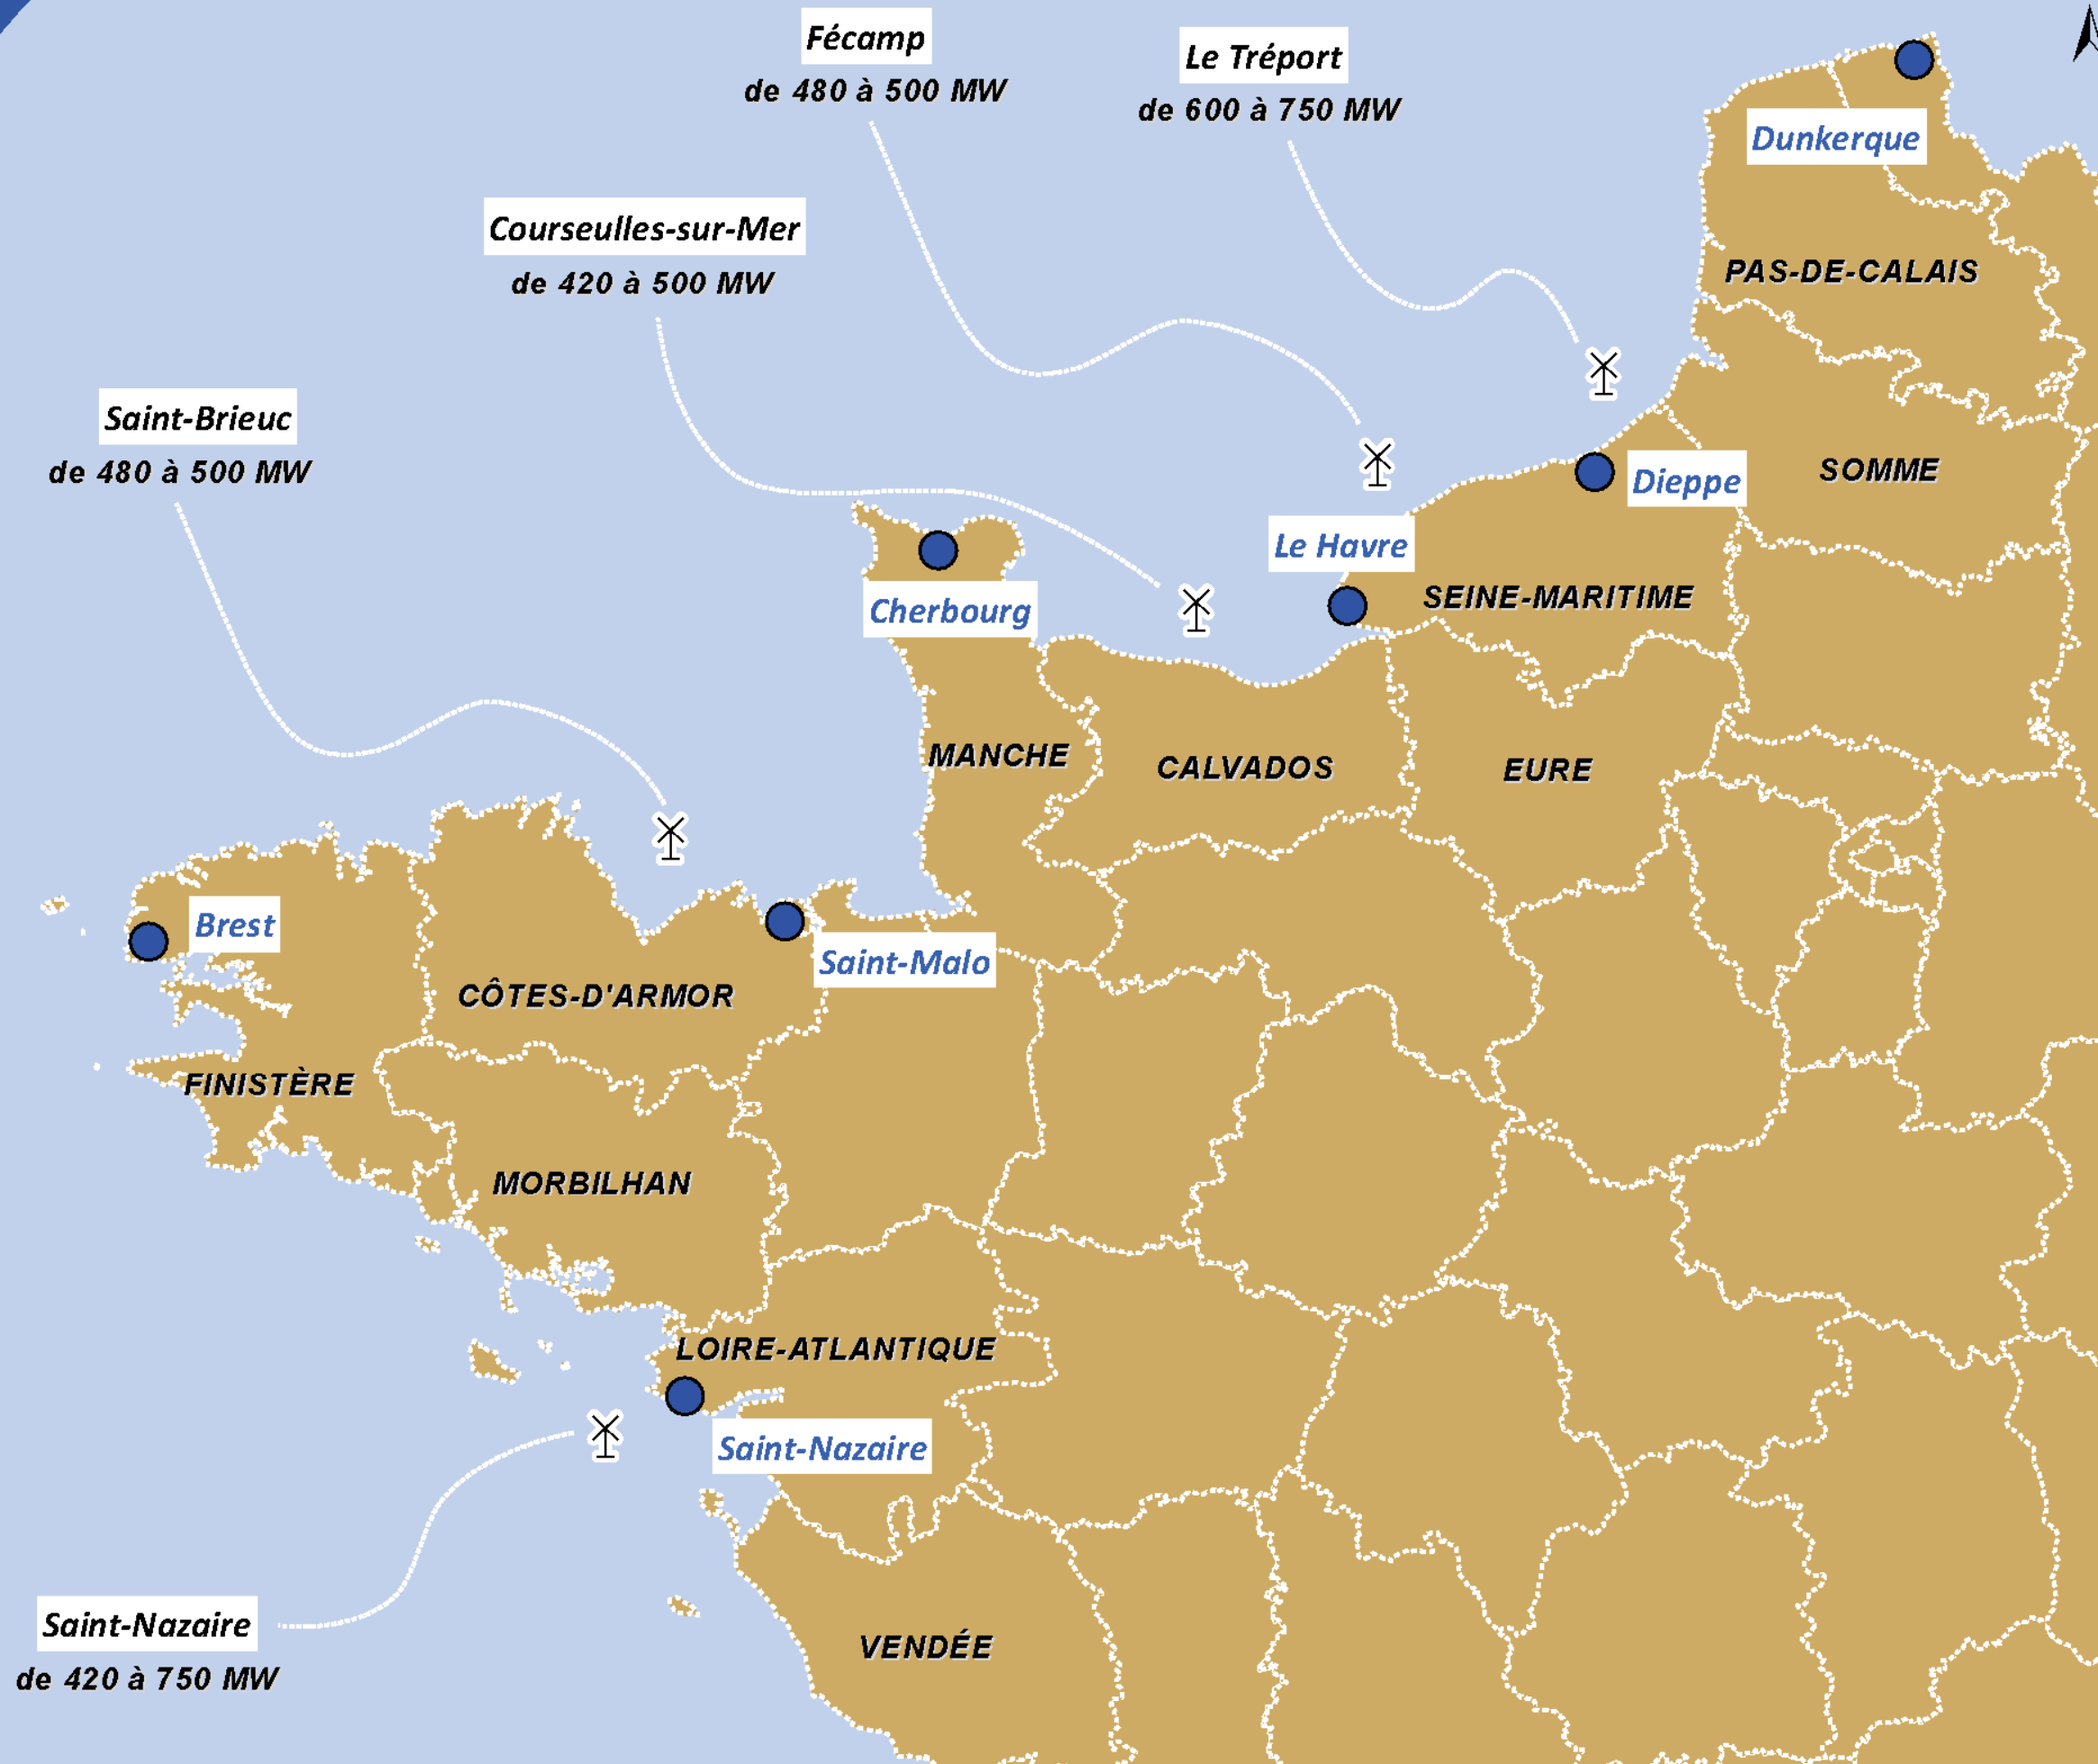 Fécamp
de 480 à 500 MW
Le Tréport
de 600 à 750 MW
Dunkerque
Courseulles-sur-Mer
de 420 à 500 MW
PAS-DE-CALAIS
Saint-Brieuc
de 480 à 500 MW
SOMME
Dieppe
Le Havre
SEINE-MARITIME
Cherbourg
MANCHE
CALVADOS
EURE
Brest
Saint-Malo
CÔTES-D'ARMOR
FINISTÈRE
MORBILHAN
LOIRE-ATLANTIQUE
Saint-Nazaire
Saint-Nazaire
de 420 à 750 MW
VENDÉE